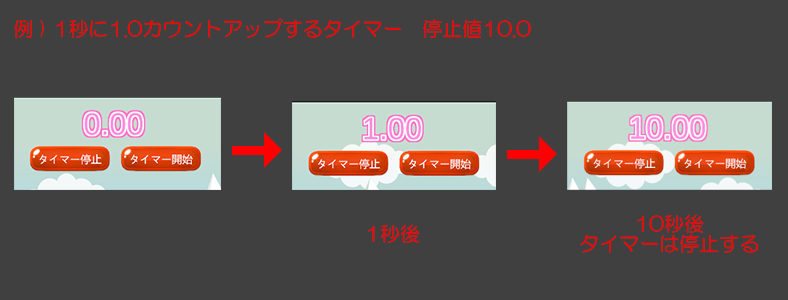 例）1秒に1.0カウントアップするタイマー　停止値10.0
0.00
タイマー停止 タイマー開始
1.00
タイマー停止 タイマー開始
10.00
タイマー停止 タイマー開始
1秒後
10秒後
タイマーは停止する